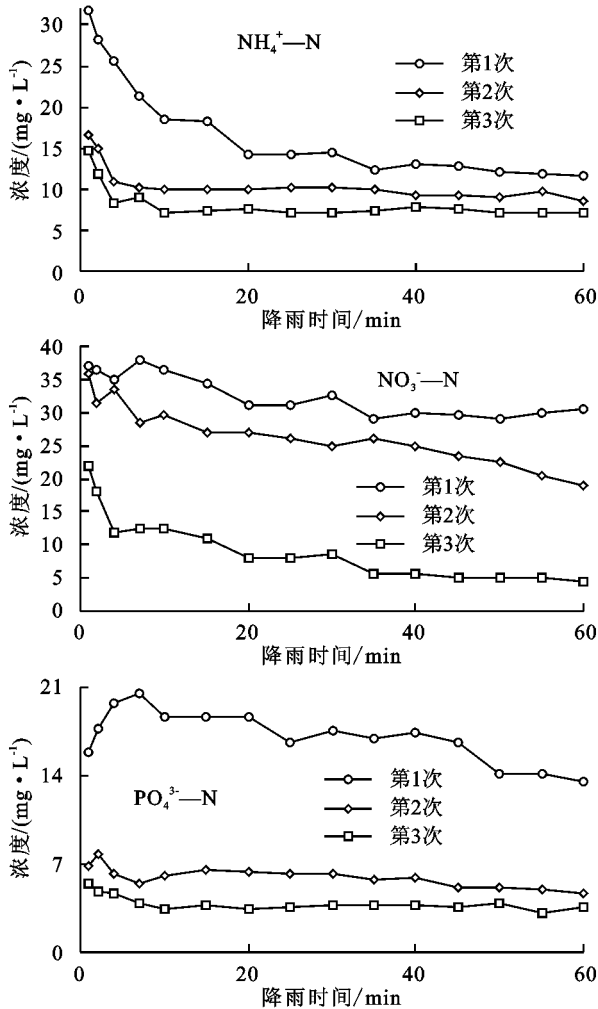 NH₄⁺—N
第1次
第2次
第3次
浓度/(mg·L⁻¹)
30
25
20
15
10
5
0
0 20 40 60
降雨时间/min
NO₃⁻—N
第1次
第2次
第3次
浓度/(mg·L⁻¹)
40
35
30
25
20
15
10
5
0
0 20 40 60
降雨时间/min
PO₄³⁻—N
第1次
第2次
第3次
浓度/(mg·L⁻¹)
21
14
7
0
0 20 40 60
降雨时间/min